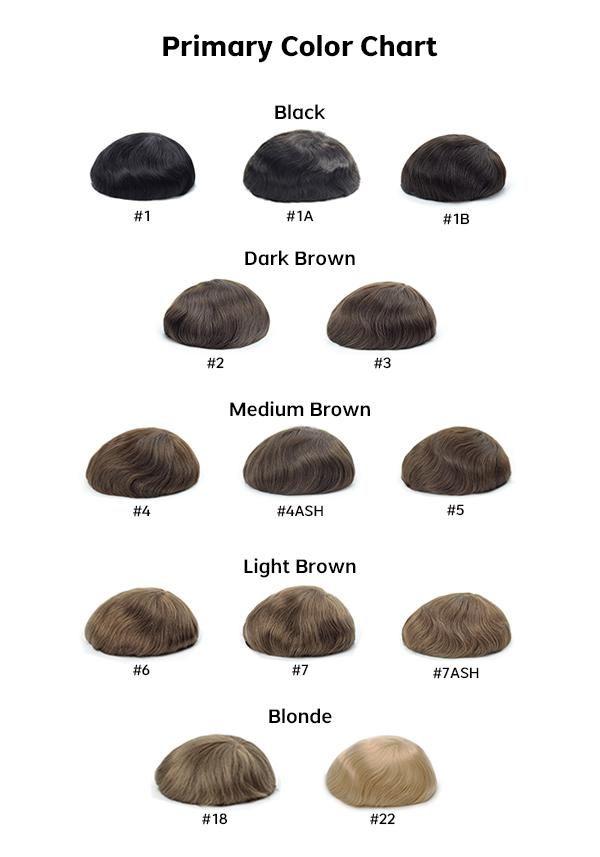 Primary Color Chart
Black
#1 #1A #1B
Dark Brown
#2 #3
Medium Brown
#4 #4ASH #5
Light Brown
#6 #7 #7ASH
Blonde
#18 #22